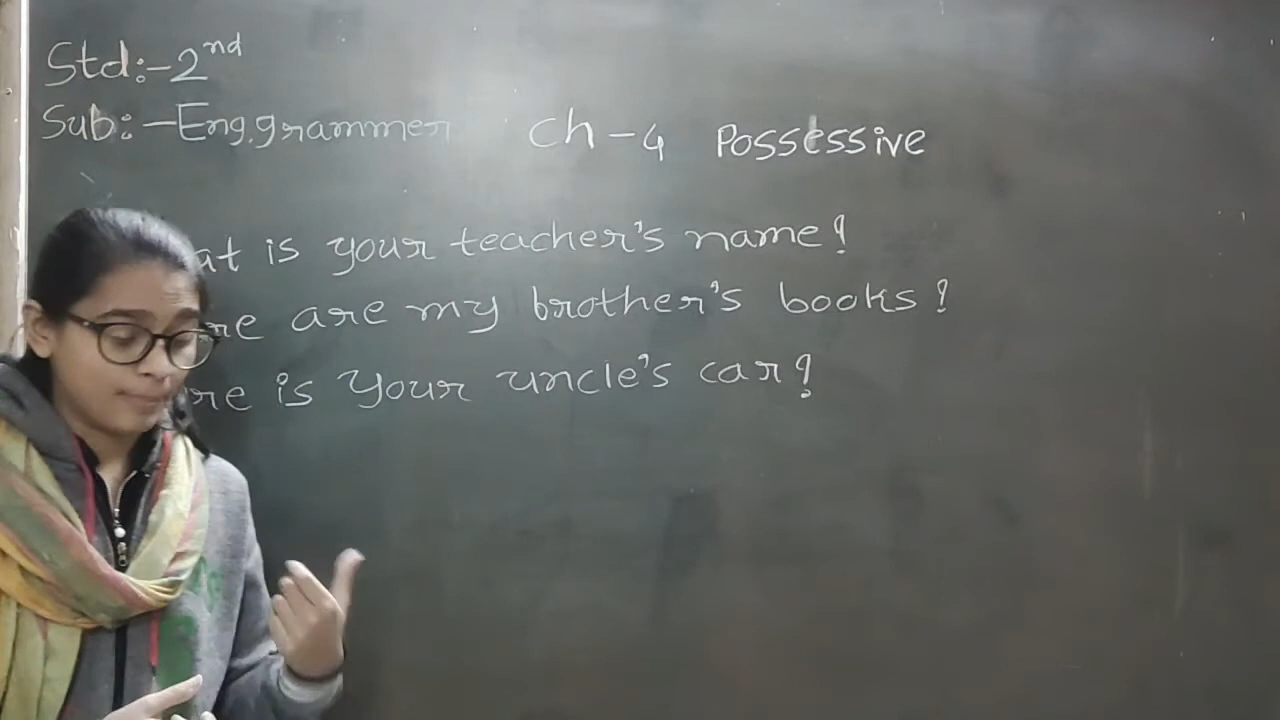 Std:-2nd
Sub:-Eng.grammer Ch-4 Possessive
at is your teacher's name?
re are my brother's books?
re is your uncle's car?